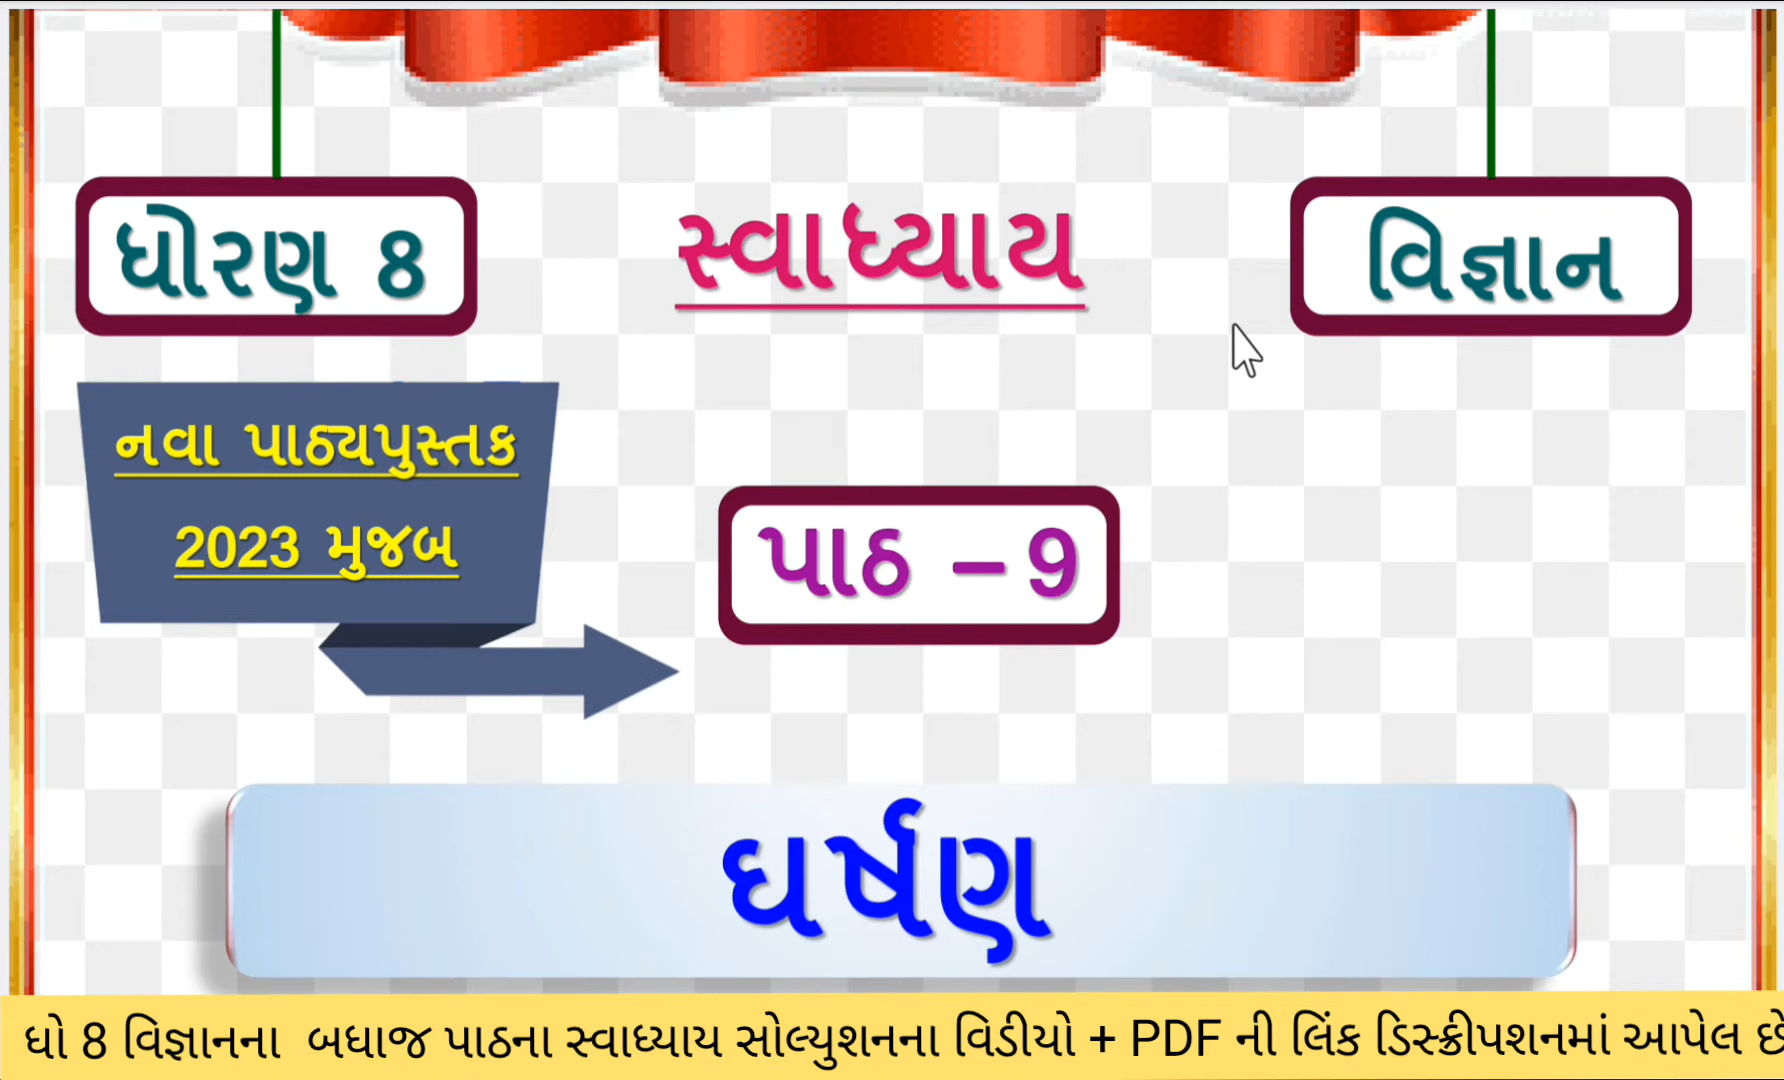 ધોરણ 8
સ્વાધ્યાય
વિજ્ઞાન
નવા પાઠ્યપુસ્તક
2023 મુજબ
પાઠ – 9
ઘર્ષણ
ધો 8 વિજ્ઞાનના બધાજ પાઠના સ્વાધ્યાય સોલ્યુશનના વિડીયો + PDF ની લિંક ડિસ્ક્રીપશનમાં આપેલ છે